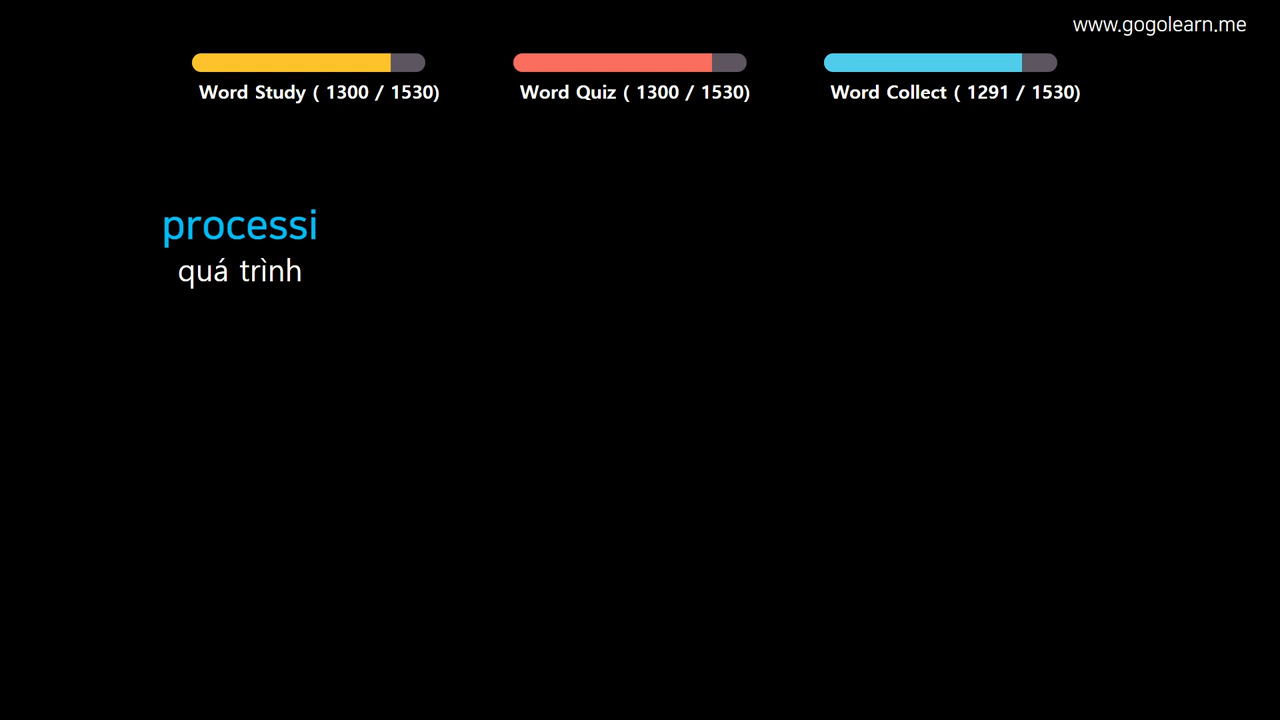 www.gogolearn.me
Word Study ( 1300 / 1530)
Word Quiz ( 1300 / 1530)
Word Collect ( 1291 / 1530)
processi
quá trình